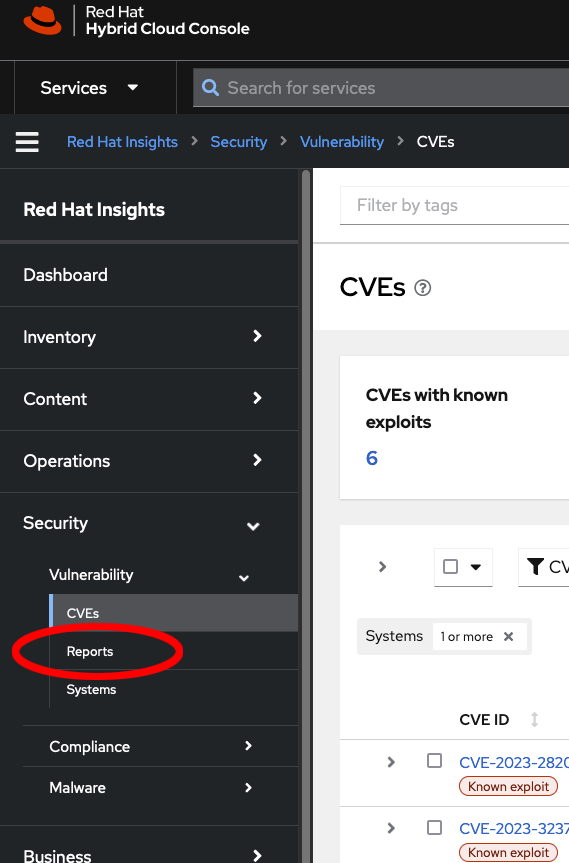 Red Hat
Hybrid Cloud Console
Services
Search for services
Red Hat Insights > Security > Vulnerability > CVEs
Red Hat Insights
Dashboard
Inventory
Content
Operations
Security
Vulnerability
CVEs
Reports
Systems
Compliance
Malware
Business
Filter by tags
CVEs
CVEs with known
exploits
6
CV
Systems 1 or more
CVE ID
CVE-2023-2820
Known exploit
CVE-2023-3237
Known exploit